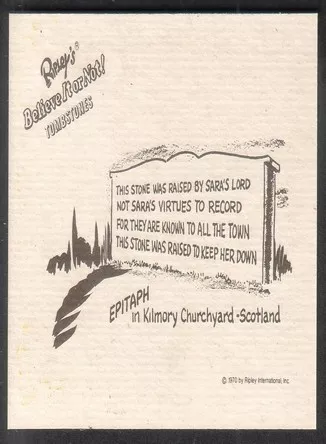 Ripley's®
Believe It or Not!
TOMBSTONES
THIS STONE WAS RAISED BY SARA'S LORD
NOT SARA'S VIRTUES TO RECORD
FOR THEY ARE KNOWN TO ALL THE TOWN
THIS STONE WAS RAISED TO KEEP HER DOWN
EPITAPH
in Kilmory Churchyard-Scotland
© 1970 by Ripley International, Inc.